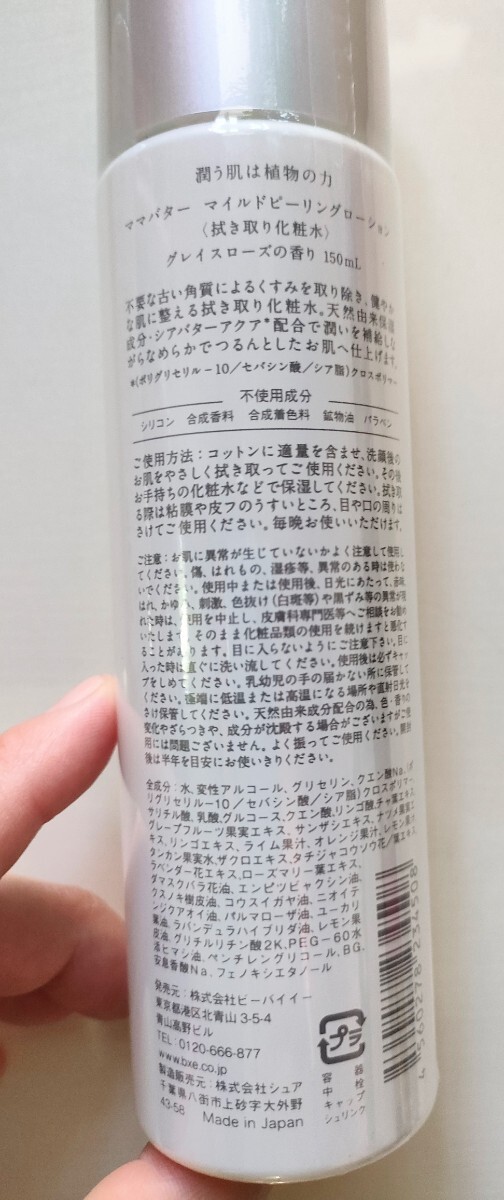 潤う肌は植物の力
ママバター マイルドピーリングローション
〈拭き取り化粧水〉
グレイスローズの香り 150mL
不要な古い角質によるくすみを取り除き、健やか
な肌に整える拭き取り化粧水。天然由来保湿
成分・シアバターアクア*配合で潤いを補給しな
がらなめらかでつるんとしたお肌へ仕上げます。
*(ポリグリセリル-10/セバシン酸/シア脂)クロスポリマー
不使用成分
シリコン 合成香料 合成着色料 鉱物油 パラベン
ご使用方法：コットンに適量を含ませ、洗顔後の
お肌をやさしく拭き取ってご使用ください。その後
お手持ちの化粧水などで保湿してください。拭き取
る際は粘膜や皮フのうすいところ、目や口の周りは
さけてご使用ください。毎晩お使いいただけます。
ご注意：お肌に異常が生じていないかよく注意して使用し
てください。傷、はれもの、湿疹等、異常のある時は使わな
いでください。使用中または使用後、日光にあたって、赤味、
はれ、かゆみ、刺激、色抜け(白斑等)や黒ずみ等の異常が現
れた時は、使用を中止し、皮膚科専門医等へご相談をお勧め
いたします。そのまま化粧品類の使用を続けますと悪化す
ることがあります。目に入らないようにご注意下さい。目に
入った時は直ぐに洗い流してください。使用後は必ずキャッ
プをしめてください。乳幼児の手の届かない所に保管して
ください。極端に低温または高温になる場所や直射日光を
さけ保管してください。天然由来成分配合の為、色・香りの
変化やざらつきや、成分が沈殿する場合がございますがご使
用には問題ございません。よく振ってご使用ください。開封
後は半年を目安にお使いきりください。
全成分：水、変性アルコール、グリセリン、クエン酸Na、(ポ
リグリセリル-10/セバシン酸/シア脂)クロスポリマー、
サリチル酸、乳酸、グルコース、クエン酸、リンゴ酸、チャ葉エキス、
グレープフルーツ果実エキス、サンザシエキス、ナツメ果実エ
キス、リンゴエキス、ライム果汁、オレンジ果汁、レモン果汁、
タンカン果実水、ザクロエキス、タチジャコウソウ花/葉エキス、
ラベンダー花エキス、ローズマリー葉エキス、
ダマスクバラ花油、エンピツビャクシン油、
クスノキ樹皮油、コウスイガヤ油、ニオイテ
ンジクアオイ油、パルマローザ油、ユーカリ
葉油、ラバンデュラハイブリダ油、レモン果
皮油、グリチルリチン酸2K、PEG-60水
添ヒマシ油、ペンチレングリコール、BG、
安息香酸Na、フェノキシエタノール
発売元：株式会社ビーバイイー
東京都港区北青山3-5-4
青山高野ビル
TEL:0120-666-877
www.bxe.co.jp
製造販売元：株式会社シュア
千葉県八街市上砂字大外野
43-58 Made in Japan
プラ
容器
中栓
キャップ
シュリンク
4 560278 234508